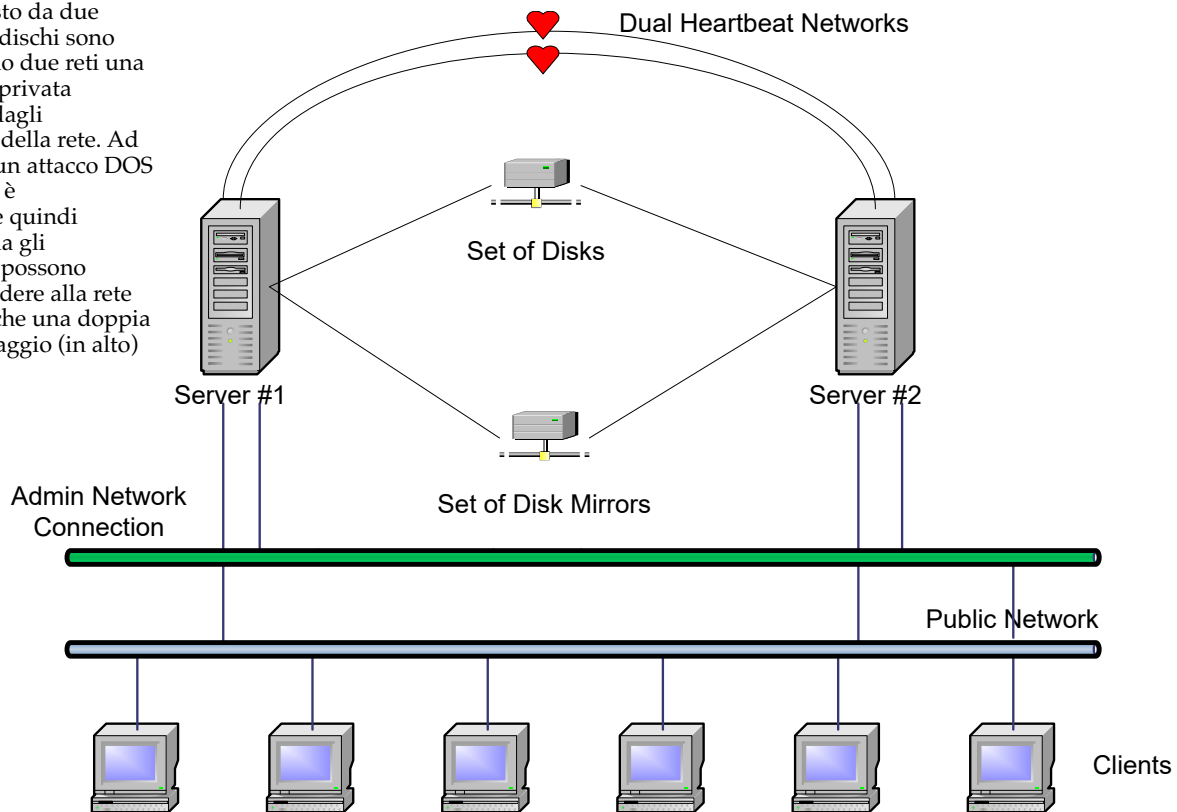 sto da due
dischi sono
o due reti una
privata
lagli
della rete. Ad
un attacco DOS
è
e quindi
a gli
possono
dere alla rete
che una doppia
aggio (in alto)
Dual Heartbeat Networks
Set of Disks
Server #1
Server #2
Set of Disk Mirrors
Admin Network
Connection
Public Network
Clients